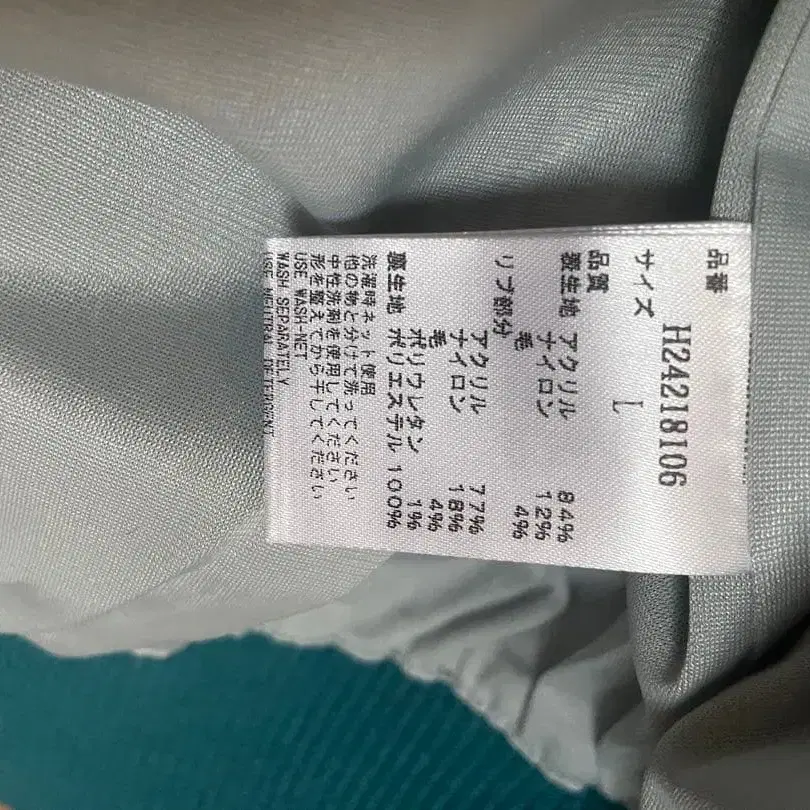 品番
H24218106
サイズ
L
品質
表生地 アクリル 84%
ナイロン 12%
毛 4%
リブ部分
アクリル 77%
ナイロン 18%
毛 4%
ポリウレタン 1%
裏生地 ポリエステル 100%
洗濯時ネット使用
他の物と分けて洗ってください
中性洗剤を使用してください
形を整えてから干してください
USE WASH-NET
WASH SEPARATELY
USE NEUTRAL DETERGENT